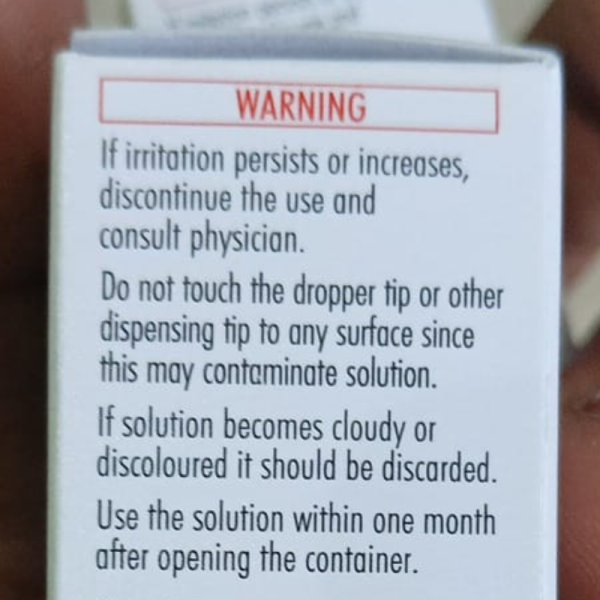 WARNING
If irritation persists or increases,
discontinue the use and
consult physician.
Do not touch the dropper tip or other
dispensing tip to any surface since
this may contaminate solution.
If solution becomes cloudy or
discoloured it should be discarded.
Use the solution within one month
after opening the container.